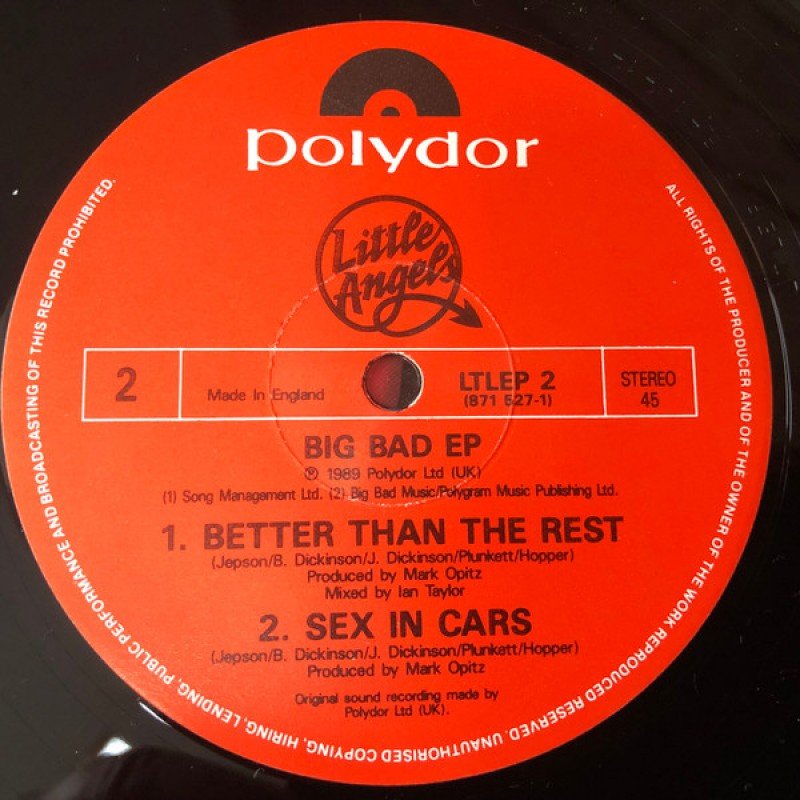 polydor
Little
Angels
2
Made In England
LTLEP 2
(871 527-1)
STEREO
45
BIG BAD EP
℗ 1989 Polydor Ltd (UK)
(1) Song Management Ltd. (2) Big Bad Music/Polygram Music Publishing Ltd.
1. BETTER THAN THE REST
(Jepson/B. Dickinson/J. Dickinson/Plunkett/Hopper)
Produced by Mark Opitz
Mixed by Ian Taylor
2. SEX IN CARS
(Jepson/B. Dickinson/J. Dickinson/Plunkett/Hopper)
Produced by Mark Opitz
Original sound recording made by
Polydor Ltd (UK).
ALL RIGHTS OF THE PRODUCER AND OF THE OWNER OF THE WORK REPRODUCED RESERVED. UNAUTHORISED COPYING, HIRING, LENDING, PUBLIC PERFORMANCE AND BROADCASTING OF THIS RECORD PROHIBITED.